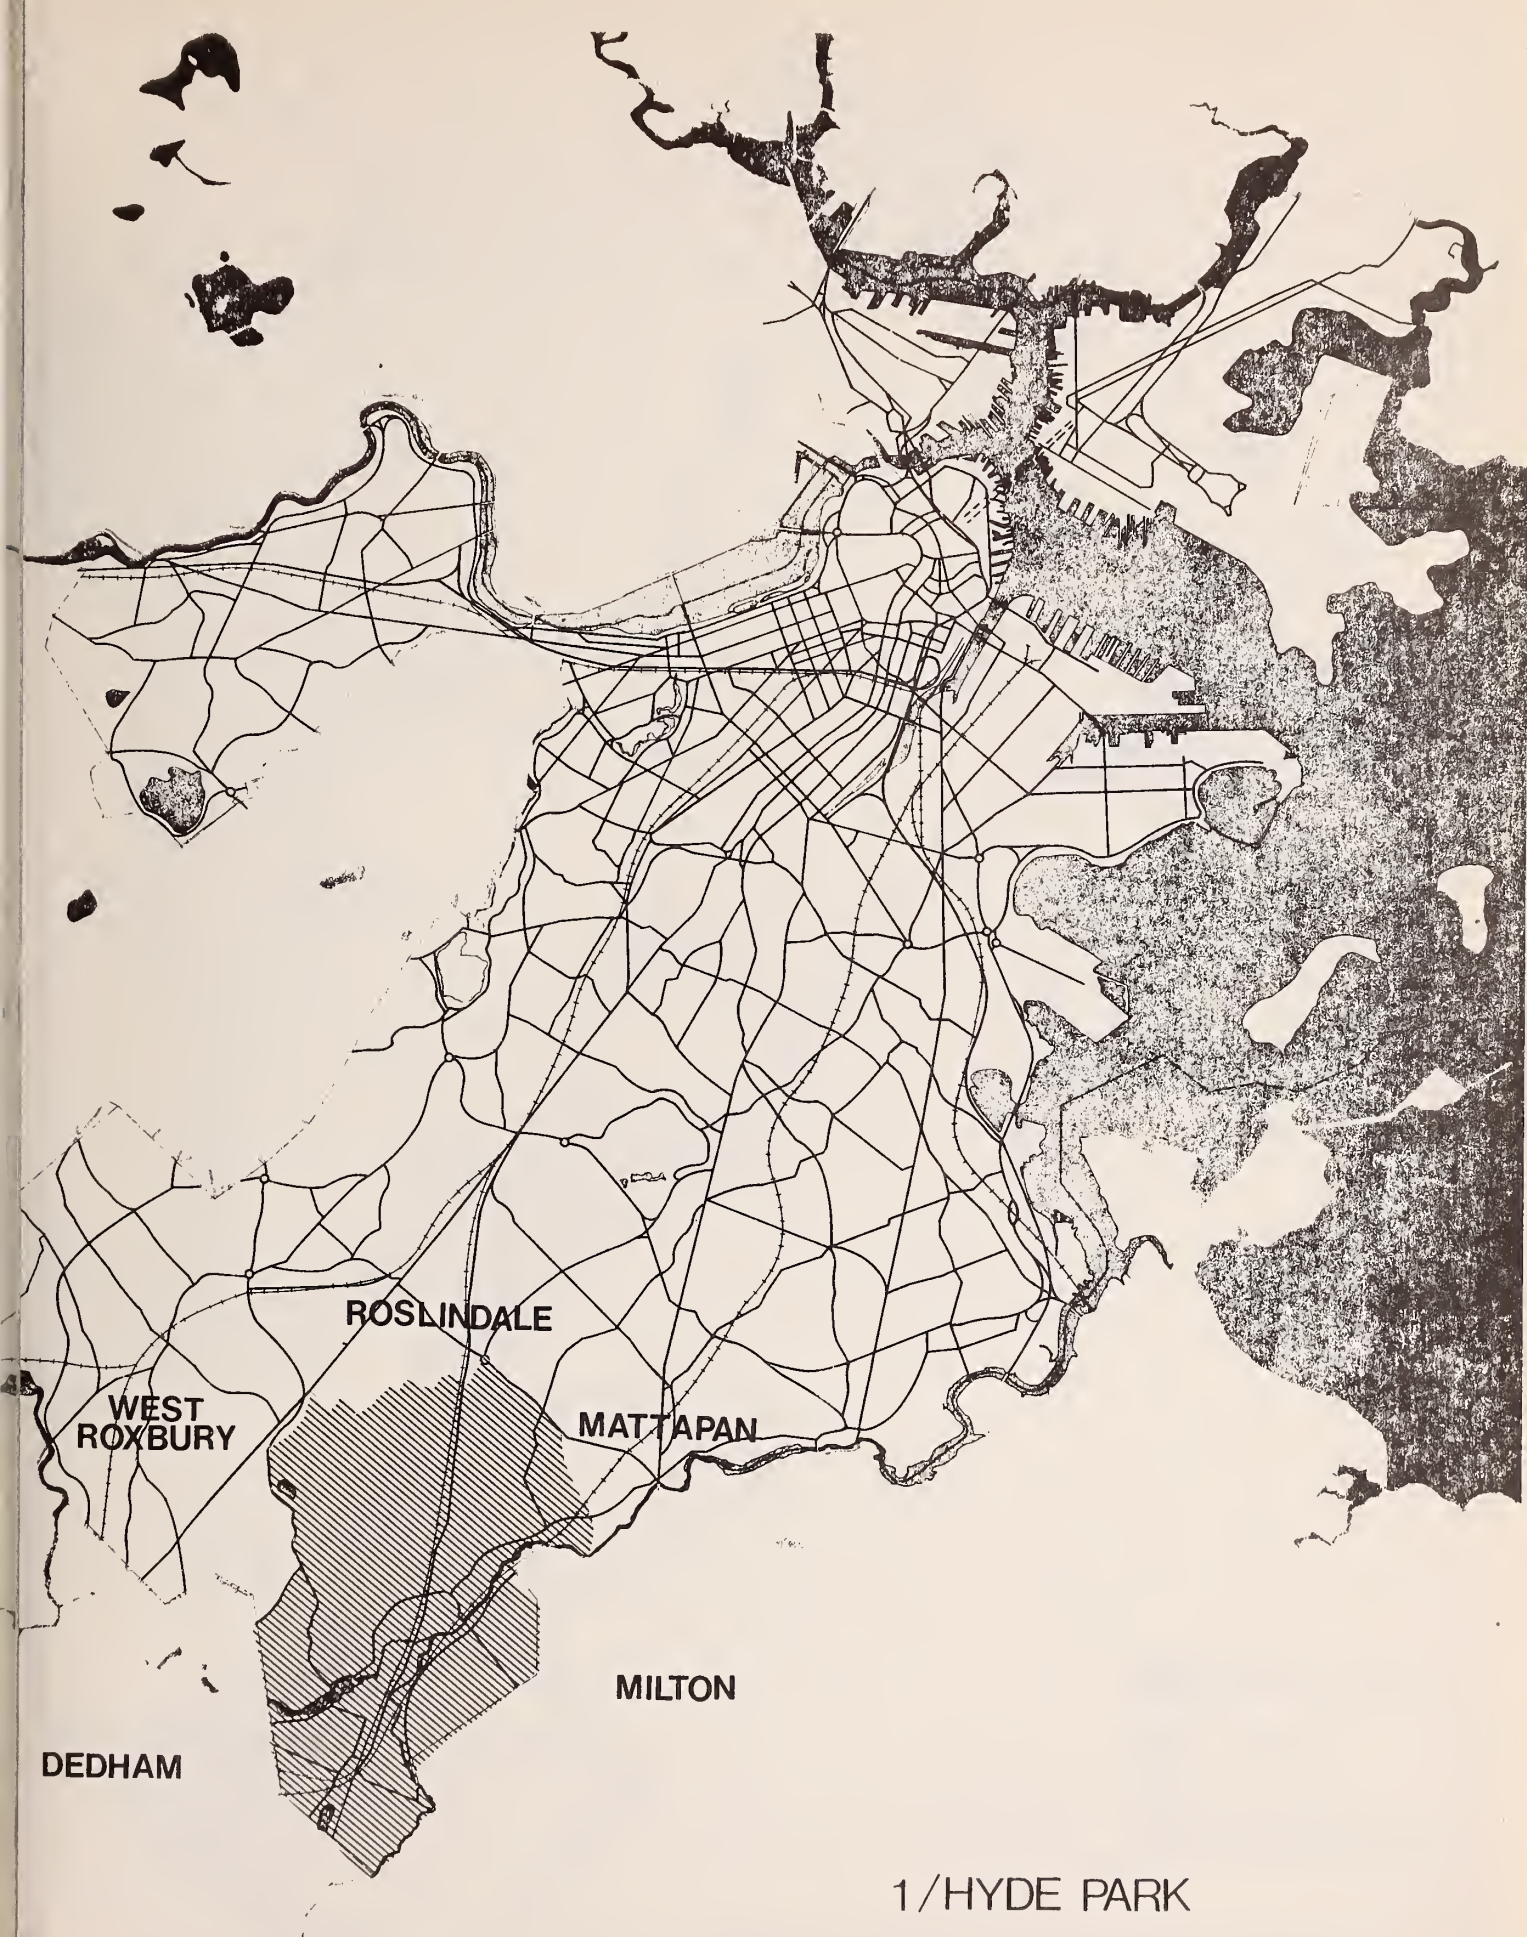 ROSLINDALE
WEST
ROXBURY
MATTAPAN
MILTON
DEDHAM
1/HYDE PARK